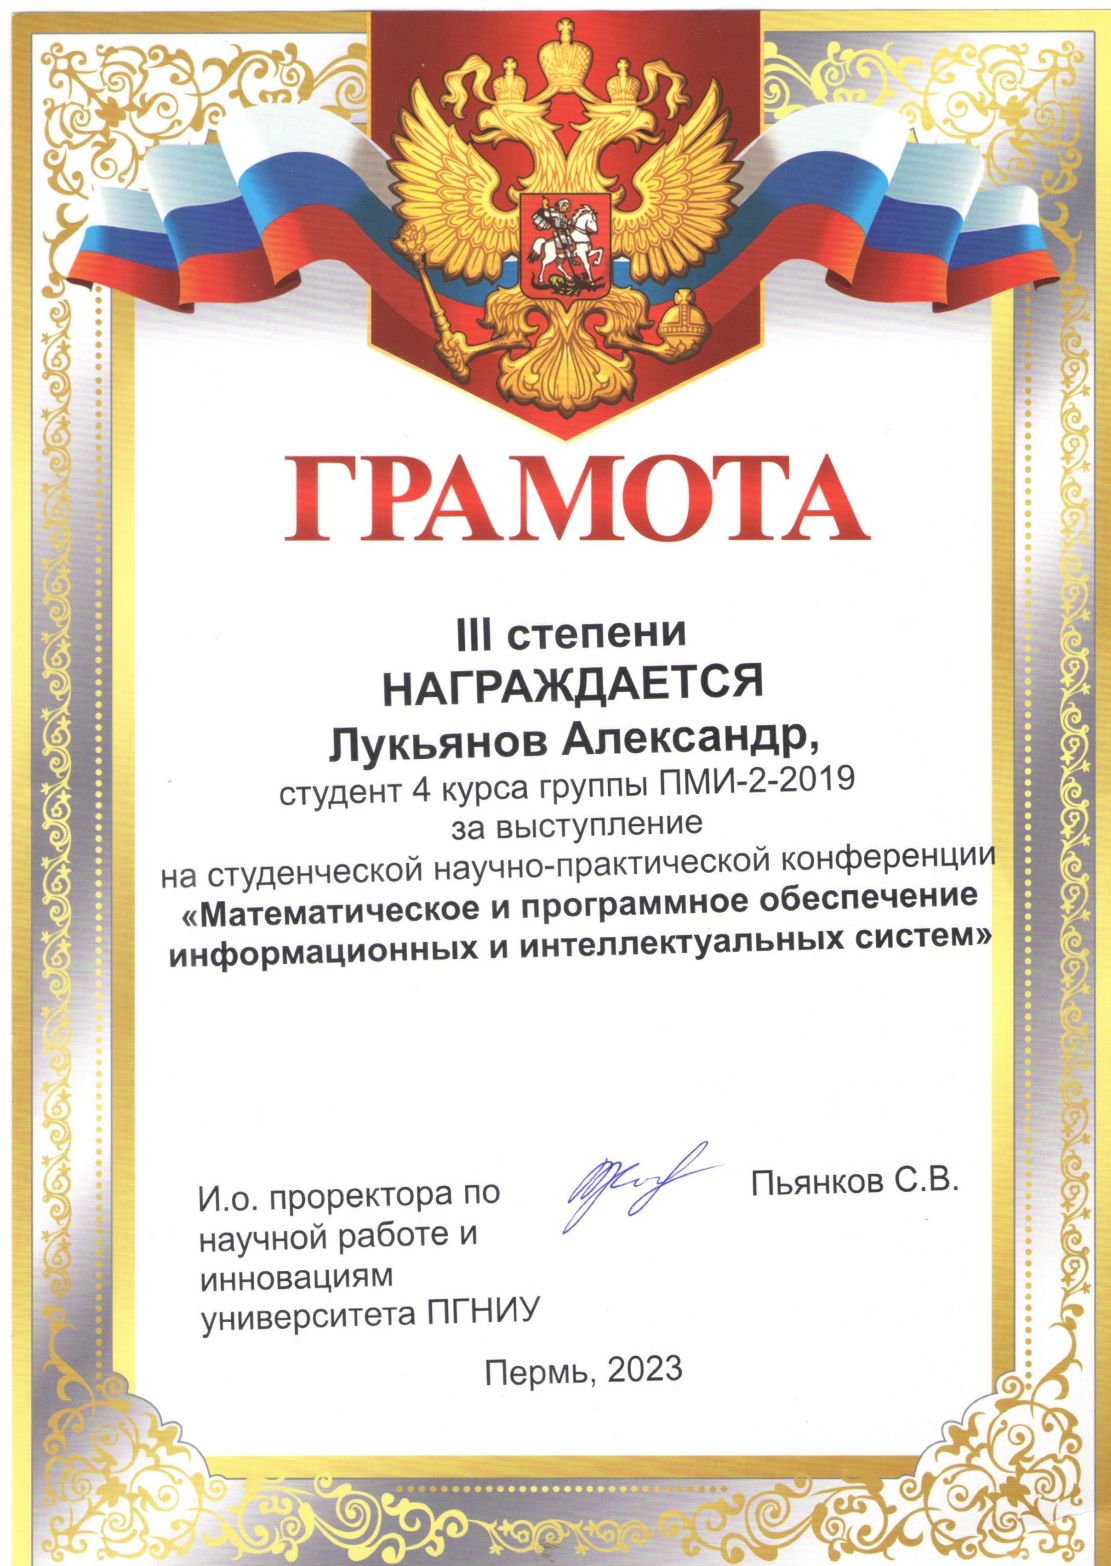 ГРАМОТА
III степени
НАГРАЖДАЕТСЯ
Лукьянов Александр,
студент 4 курса группы ПМИ-2-2019
за выступление
на студенческой научно-практической конференции
«Математическое и программное обеспечение
информационных и интеллектуальных систем»
И.о. проректора по
научной работе и
инновациям
университета ПГНИУ
Пьянков С.В.
Пермь, 2023